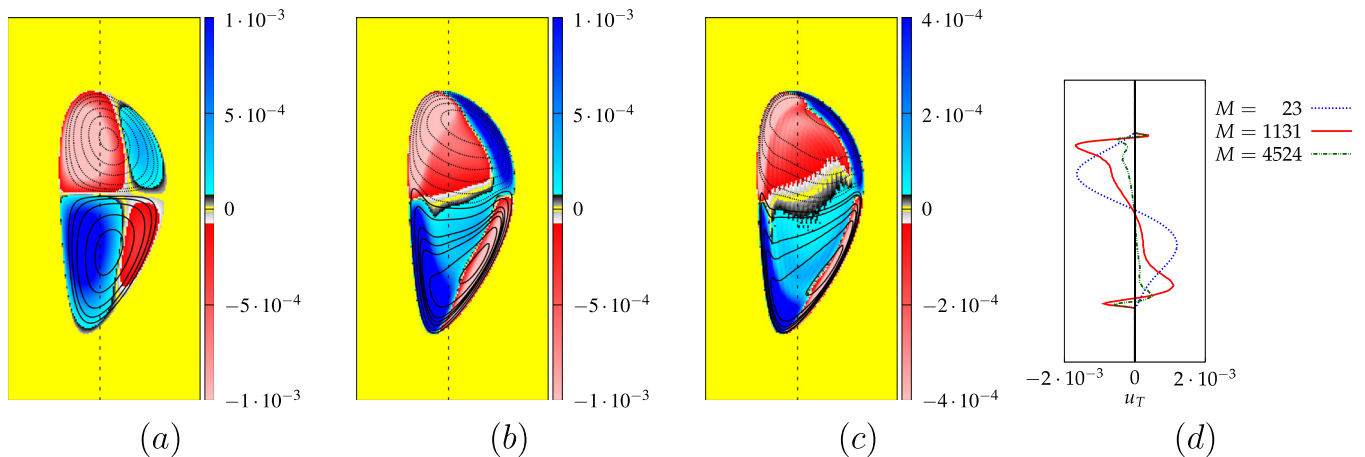 1 · 10⁻³
5 · 10⁻⁴
0
−5 · 10⁻⁴
−1 · 10⁻³
(a)
1 · 10⁻³
5 · 10⁻⁴
0
−5 · 10⁻⁴
−1 · 10⁻³
(b)
4 · 10⁻⁴
2 · 10⁻⁴
0
−2 · 10⁻⁴
−4 · 10⁻⁴
(c)
M = 23
M = 1131
M = 4524
−2 · 10⁻³ 0 2 · 10⁻³
u_T
(d)